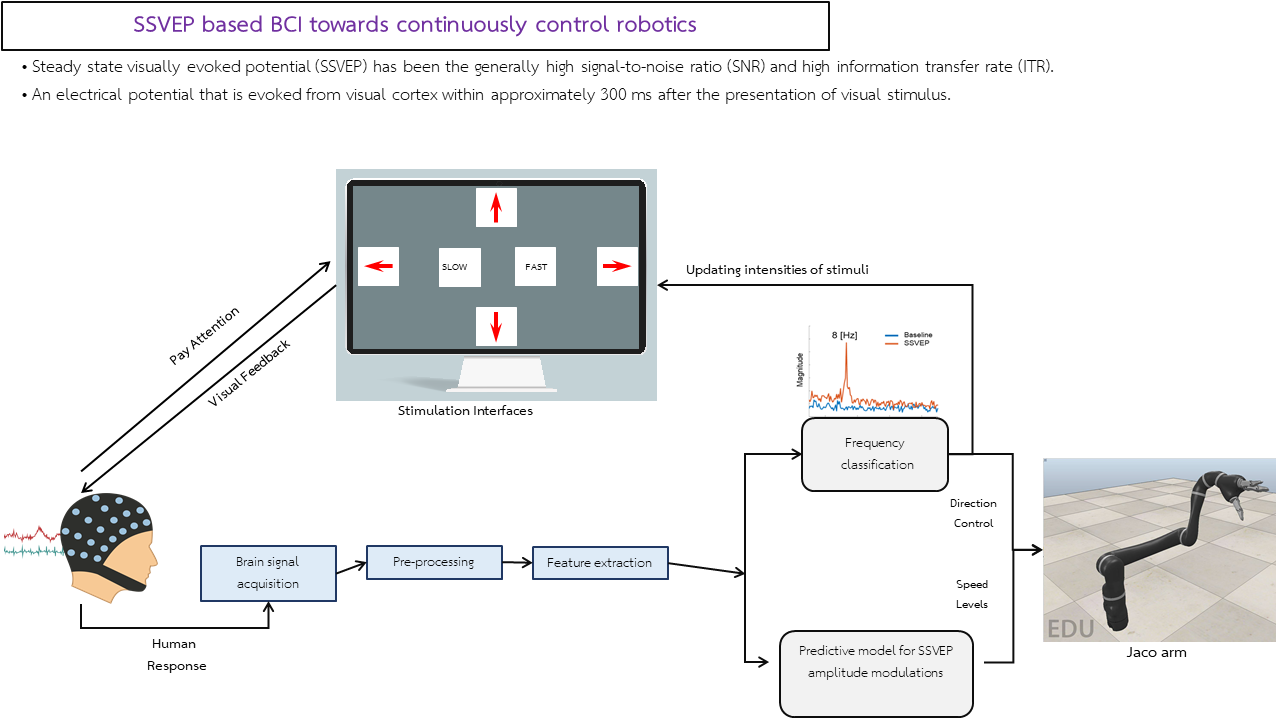 SSVEP based BCI towards continuously control robotics
• Steady state visually evoked potential (SSVEP) has been the generally high signal-to-noise ratio (SNR) and high information transfer rate (ITR).
• An electrical potential that is evoked from visual cortex within approximately 300 ms after the presentation of visual stimulus.
SLOW
FAST
Updating intensities of stimuli
Pay Attention
Visual Feedback
Stimulation Interfaces
8 [Hz]
Baseline
SSVEP
Magnitude
Frequency
classification
Direction
Control
Brain signal
acquisition
Pre-processing
Feature extraction
Speed
Levels
EDU
Jaco arm
Human
Response
Predictive model for SSVEP
amplitude modulations